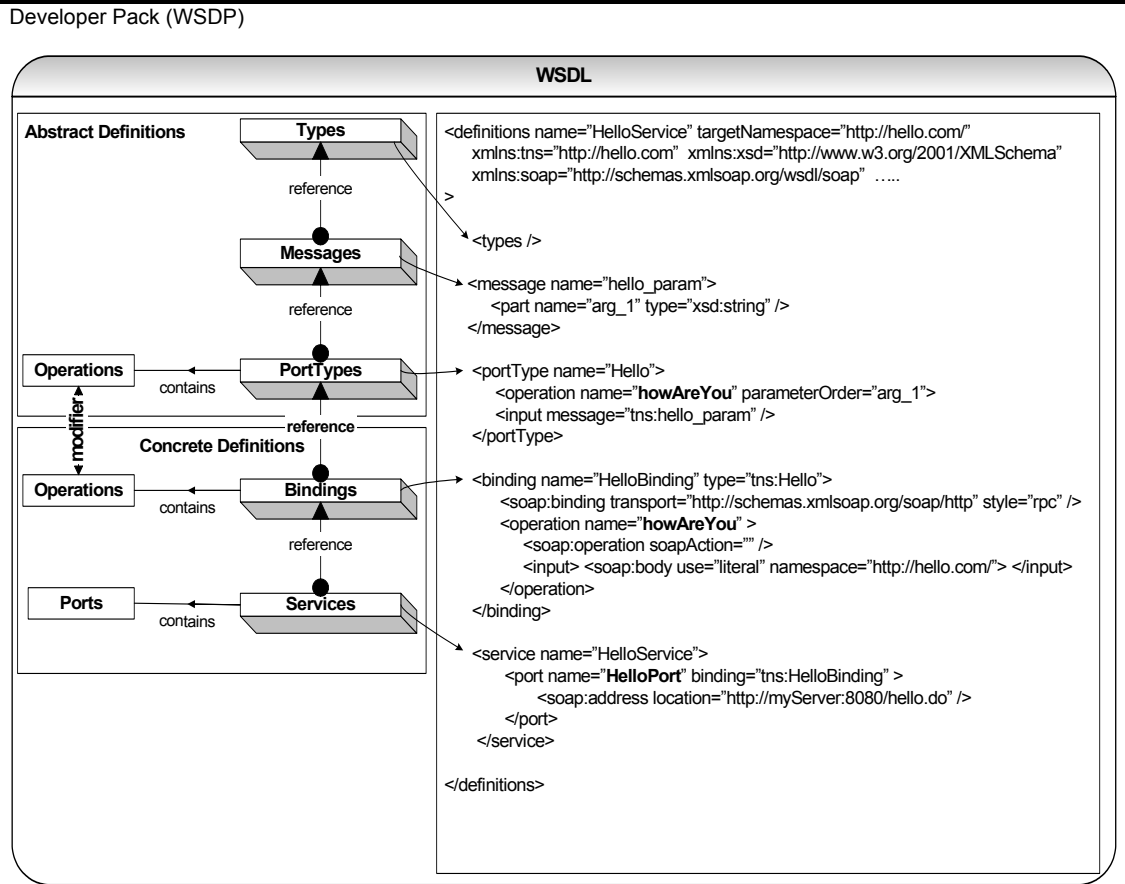 Developer Pack (WSDP)
WSDL
Abstract Definitions
Types
reference
Messages
reference
Operations
contains
PortTypes
modifier
reference
Concrete Definitions
Operations
contains
Bindings
reference
Ports
contains
Services
<definitions name=”HelloService” targetNamespace=”http://hello.com/”
xmlns:tns=”http://hello.com”  xmlns:xsd=”http://www.w3.org/2001/XMLSchema”
xmlns:soap=”http://schemas.xmlsoap.org/wsdl/soap”  …..
>
<types />
<message name=”hello_param”>
<part name=”arg_1” type=”xsd:string” />
</message>
<portType name=”Hello”>
<operation name=”howAreYou” parameterOrder=”arg_1”>
<input message=”tns:hello_param” />
</portType>
<binding name=”HelloBinding” type=”tns:Hello”>
<soap:binding transport=”http://schemas.xmlsoap.org/soap/http” style=”rpc” />
<operation name=”howAreYou” >
<soap:operation soapAction=”” />
<input> <soap:body use=”literal” namespace=”http://hello.com/”> </input>
</operation>
</binding>
<service name=”HelloService”>
<port name=”HelloPort” binding=”tns:HelloBinding” >
<soap:address location=”http://myServer:8080/hello.do” />
</port>
</service>
</definitions>